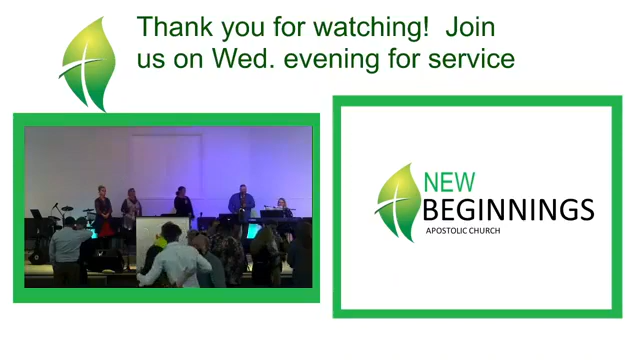 Thank you for watching!  Join
us on Wed. evening for service
NEW
BEGINNINGS
APOSTOLIC CHURCH